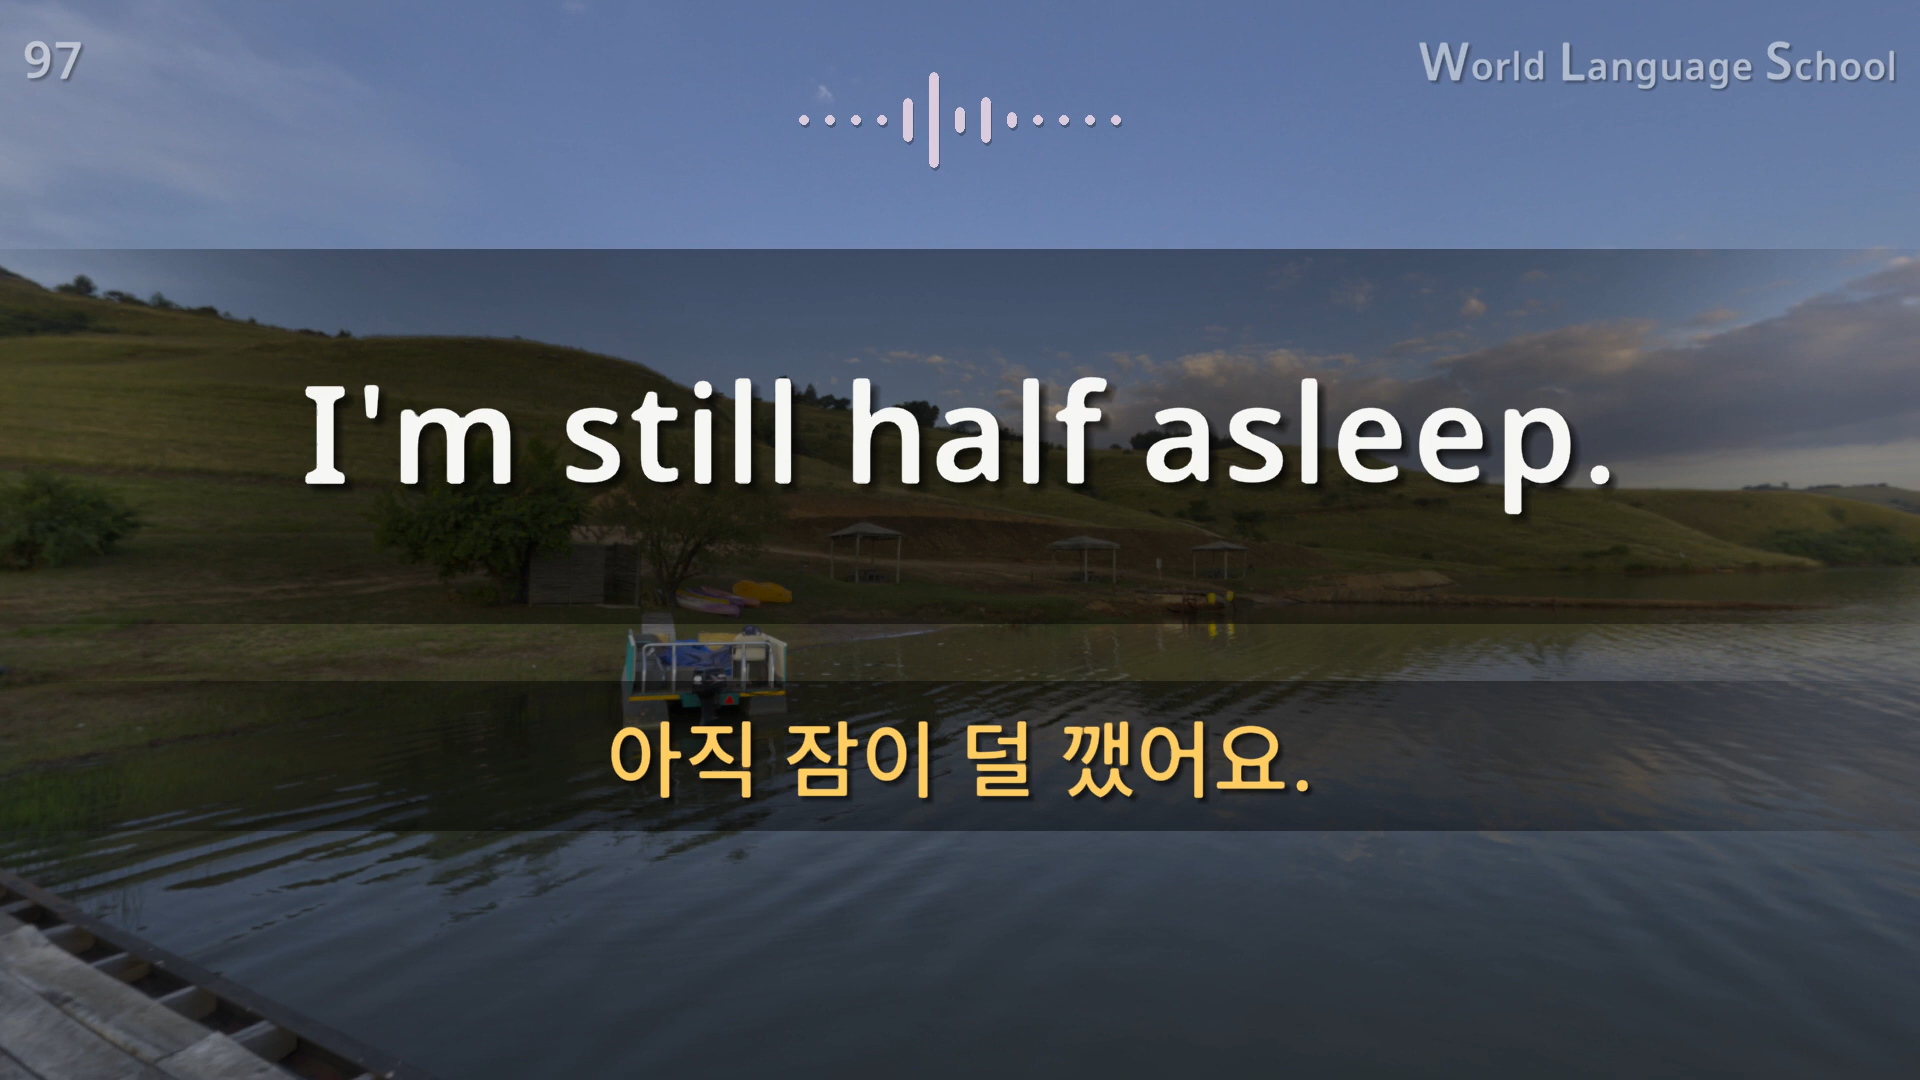 97
World Language School
I'm still half asleep.
아직 잠이 덜 깼어요.